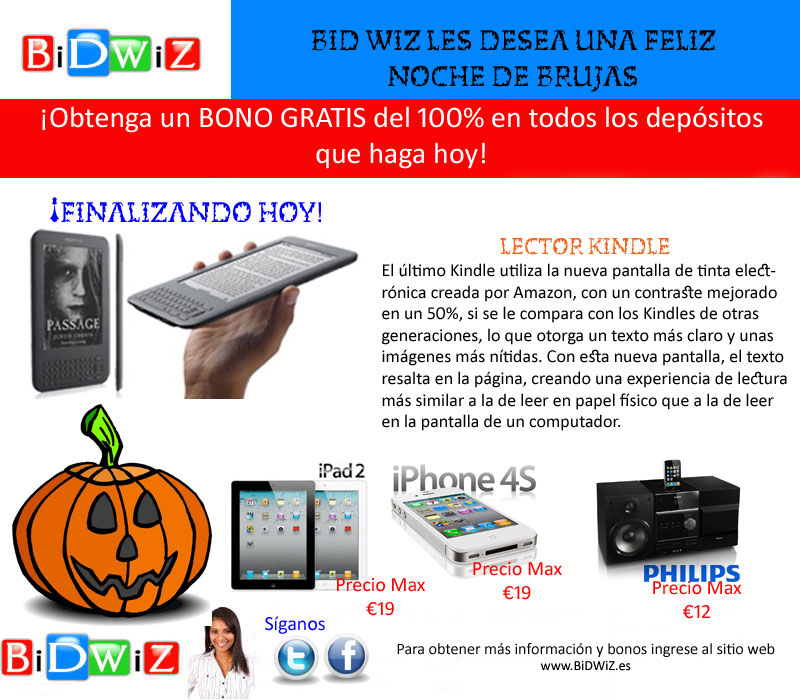 BiDWiZ
BID WIZ LES DESEA UNA FELIZ
NOCHE DE BRUJAS
¡Obtenga un BONO GRATIS del 100% en todos los depósitos
que haga hoy!
¡FINALIZANDO HOY!
PASSAGE
LECTOR KINDLE
El último Kindle utiliza la nueva pantalla de tinta elect-
rónica creada por Amazon, con un contraste mejorado
en un 50%, si se le compara con los Kindles de otras
generaciones, lo que otorga un texto más claro y unas
imágenes más nítidas. Con esta nueva pantalla, el texto
resalta en la página, creando una experiencia de lectura
más similar a la de leer en papel físico que a la de leer
en la pantalla de un computador.
iPad 2
Precio Max
€19
iPhone 4S
Precio Max
€19
PHILIPS
Precio Max
€12
BiDWiZ
Síganos
Para obtener más información y bonos ingrese al sitio web
www.BiDWiZ.es